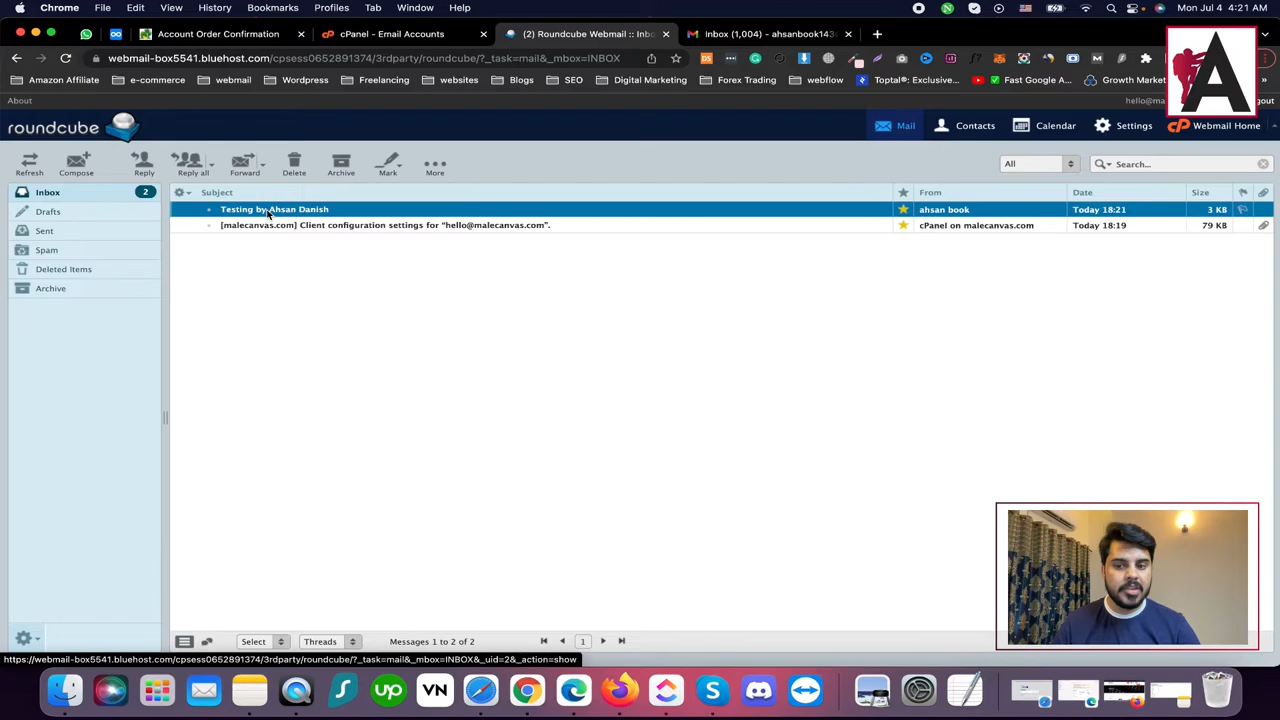 Chrome File Edit View History Bookmarks Profiles Tab Window Help Mon Jul 4 4:21 AM
Account Order Confirmation × cPanel - Email Accounts × (2) Roundcube Webmail :: Inbo × Inbox (1,004) - ahsanbook143 × +
webmail-box5541.bluehost.com/cpsess0652891374/3rdparty/roundcube/?_task=mail&_mbox=INBOX
Amazon Affiliate e-commerce webmail Wordpress Freelancing websites Blogs SEO Digital Marketing Forex Trading webflow Toptal®: Exclusive... Fast Google A... Growth Market »
A
About hello@ma
roundcube Mail Contacts Calendar Settings cP Webmail Home
Refresh Compose Reply Reply all Forward Delete Archive Mark More All Search...
Inbox 2 Subject From Date Size
Testing by Ahsan Danish ahsan book Today 18:21 3 KB
Drafts
[malecanvas.com] Client configuration settings for “hello@malecanvas.com”. cPanel on malecanvas.com Today 18:19 79 KB
Sent
Spam
Deleted Items
Archive
Select Threads Messages 1 to 2 of 2 1
https://webmail-box5541.bluehost.com/cpsess0652891374/3rdparty/roundcube/?_task=mail&_mbox=INBOX&_uid=2&_action=show
up VN S